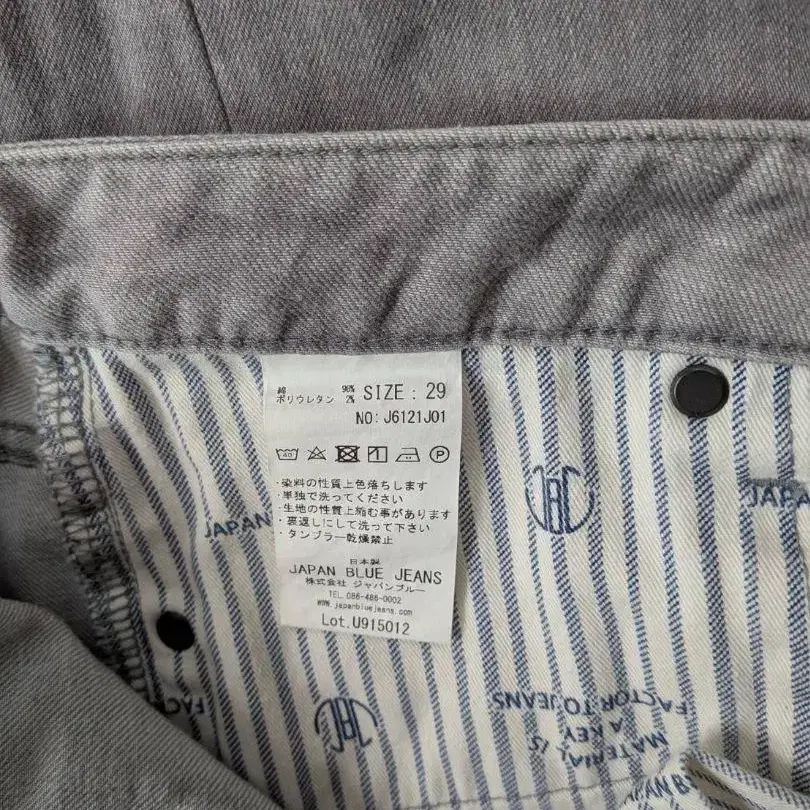 綿 98%
ポリウレタン 2%
SIZE : 29
NO: J6121J01
40
P
・染料の性質上色落ちします
・単独で洗ってください
・生地の性質上縮む事があります
・裏返しにして洗って下さい
・タンブラー乾燥禁止
日本製
JAPAN BLUE JEANS
株式会社 ジャパンブルー
TEL 086-486-0002
www.japanbluejeans.com
Lot.U915012
JAPAN
JBC
JAPA
FAC
JBC
MATERIAL IS
A KEY
FACTOR TO JEANS
JAPAN B